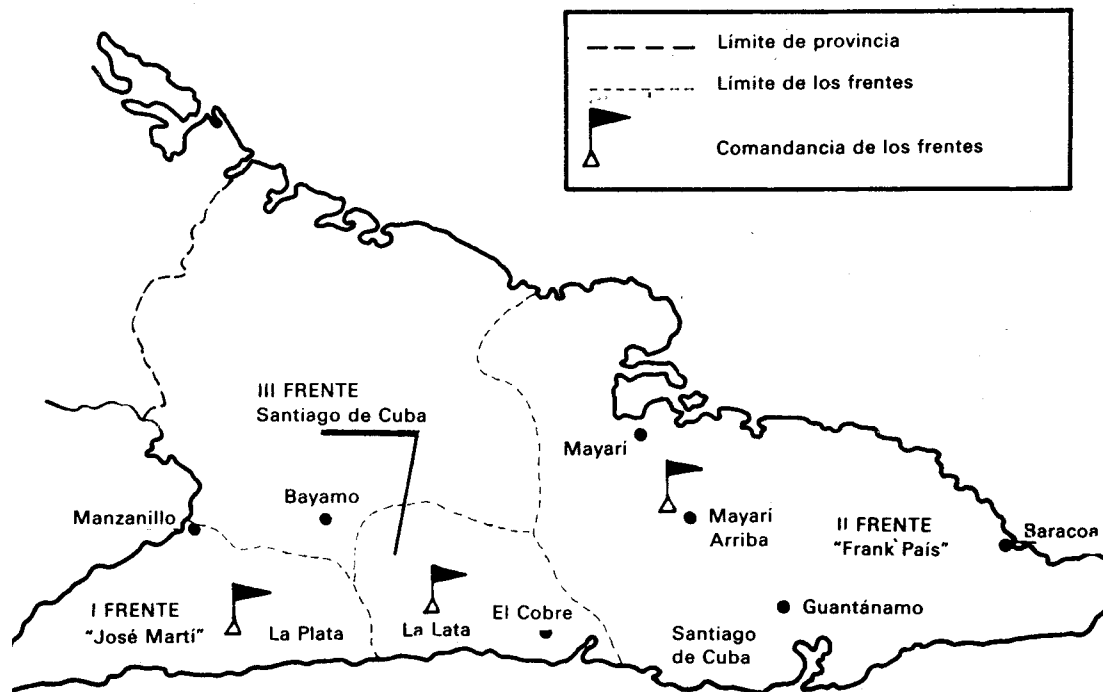 Límite de provincia
Límite de los frentes
Comandancia de los frentes
III FRENTE
Santiago de Cuba
Mayarí
Bayamo
Manzanillo
Mayarí
Arriba
II FRENTE
"Frank País"
Baracoa
I FRENTE
"José Martí"
La Plata
La Lata
El Cobre
Guantánamo
Santiago
de Cuba